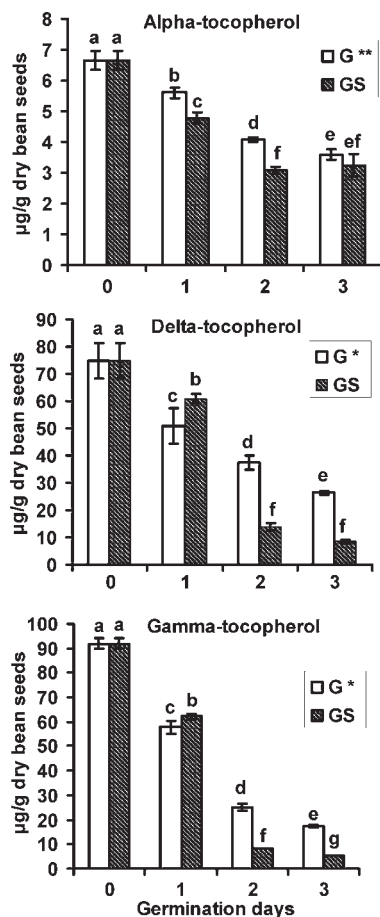 Alpha-tocopherol
7
6
5
4
3
2
1
0
µg/g dry bean seeds
a a
b
c
d
f
e
ef
G **
GS
0 1 2 3
Delta-tocopherol
90
80
70
60
50
40
30
20
10
0
µg/g dry bean seeds
a a
c
b
d
f
e
f
G *
GS
0 1 2 3
Gamma-tocopherol
100
90
80
70
60
50
40
30
20
10
0
µg/g dry bean seeds
a a
c
b
d
f
e
g
G *
GS
0 1 2 3
Germination days